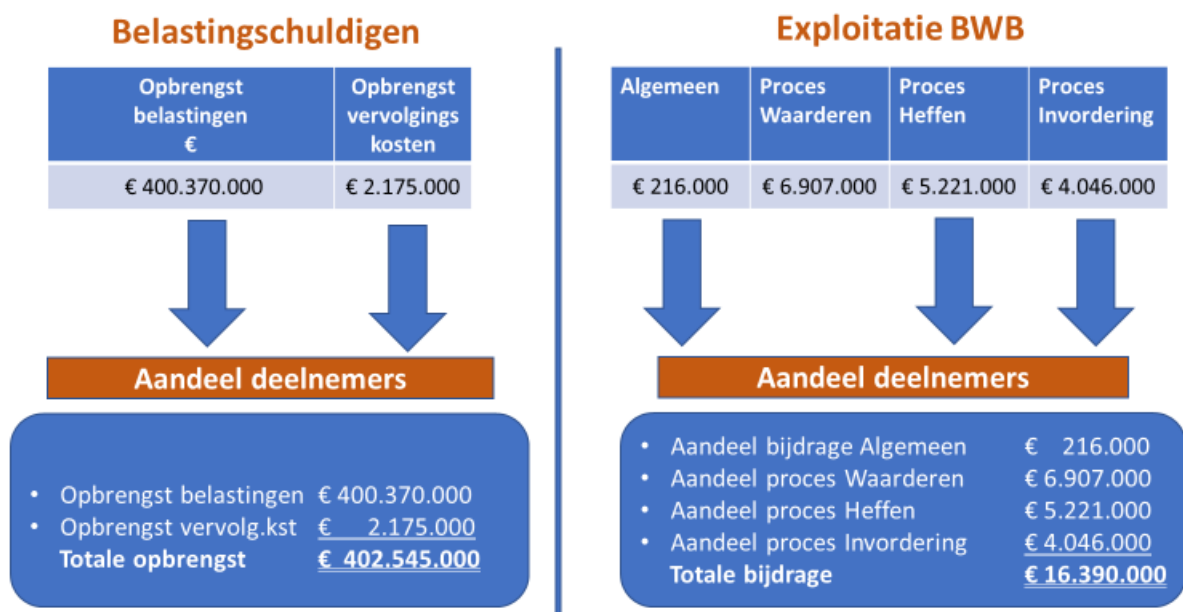 Belastingschuldigen
Opbrengst
belastingen
€
Opbrengst
vervolgings
kosten
€ 400.370.000
€ 2.175.000
Aandeel deelnemers
• Opbrengst belastingen € 400.370.000
• Opbrengst vervolg.kst € 2.175.000
Totale opbrengst € 402.545.000
Exploitatie BWB
Algemeen
Proces
Waarderen
Proces
Heffen
Proces
Invordering
€ 216.000
€ 6.907.000
€ 5.221.000
€ 4.046.000
Aandeel deelnemers
• Aandeel bijdrage Algemeen € 216.000
• Aandeel proces Waarderen € 6.907.000
• Aandeel proces Heffen € 5.221.000
• Aandeel proces Invordering € 4.046.000
Totale bijdrage € 16.390.000